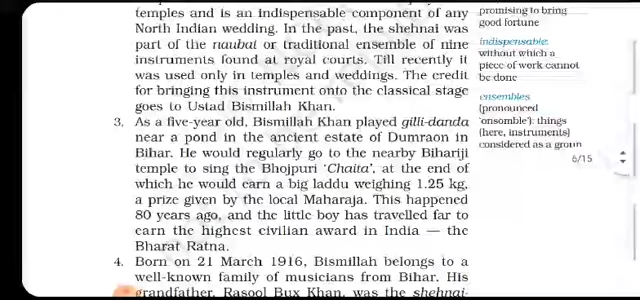 temples and is an indispensable component of any
North Indian wedding. In the past, the shehnai was
part of the naubat or traditional ensemble of nine
instruments found at royal courts. Till recently it
was used only in temples and weddings. The credit
for bringing this instrument onto the classical stage
goes to Ustad Bismillah Khan.
3. As a five-year old, Bismillah Khan played gilli-danda
near a pond in the ancient estate of Dumraon in
Bihar. He would regularly go to the nearby Bihariji
temple to sing the Bhojpuri ‘Chaita’, at the end of
which he would earn a big laddu weighing 1.25 kg,
a prize given by the local Maharaja. This happened
80 years ago, and the little boy has travelled far to
earn the highest civilian award in India — the
Bharat Ratna.
4. Born on 21 March 1916, Bismillah belongs to a
well-known family of musicians from Bihar. His
grandfather, Rasool Bux Khan, was the shehnai-
promising to bring
good fortune
indispensable:
without which a
piece of work cannot
be done
ensembles
(pronounced
‘onsomble’): things
(here, instruments)
considered as a group
6/15